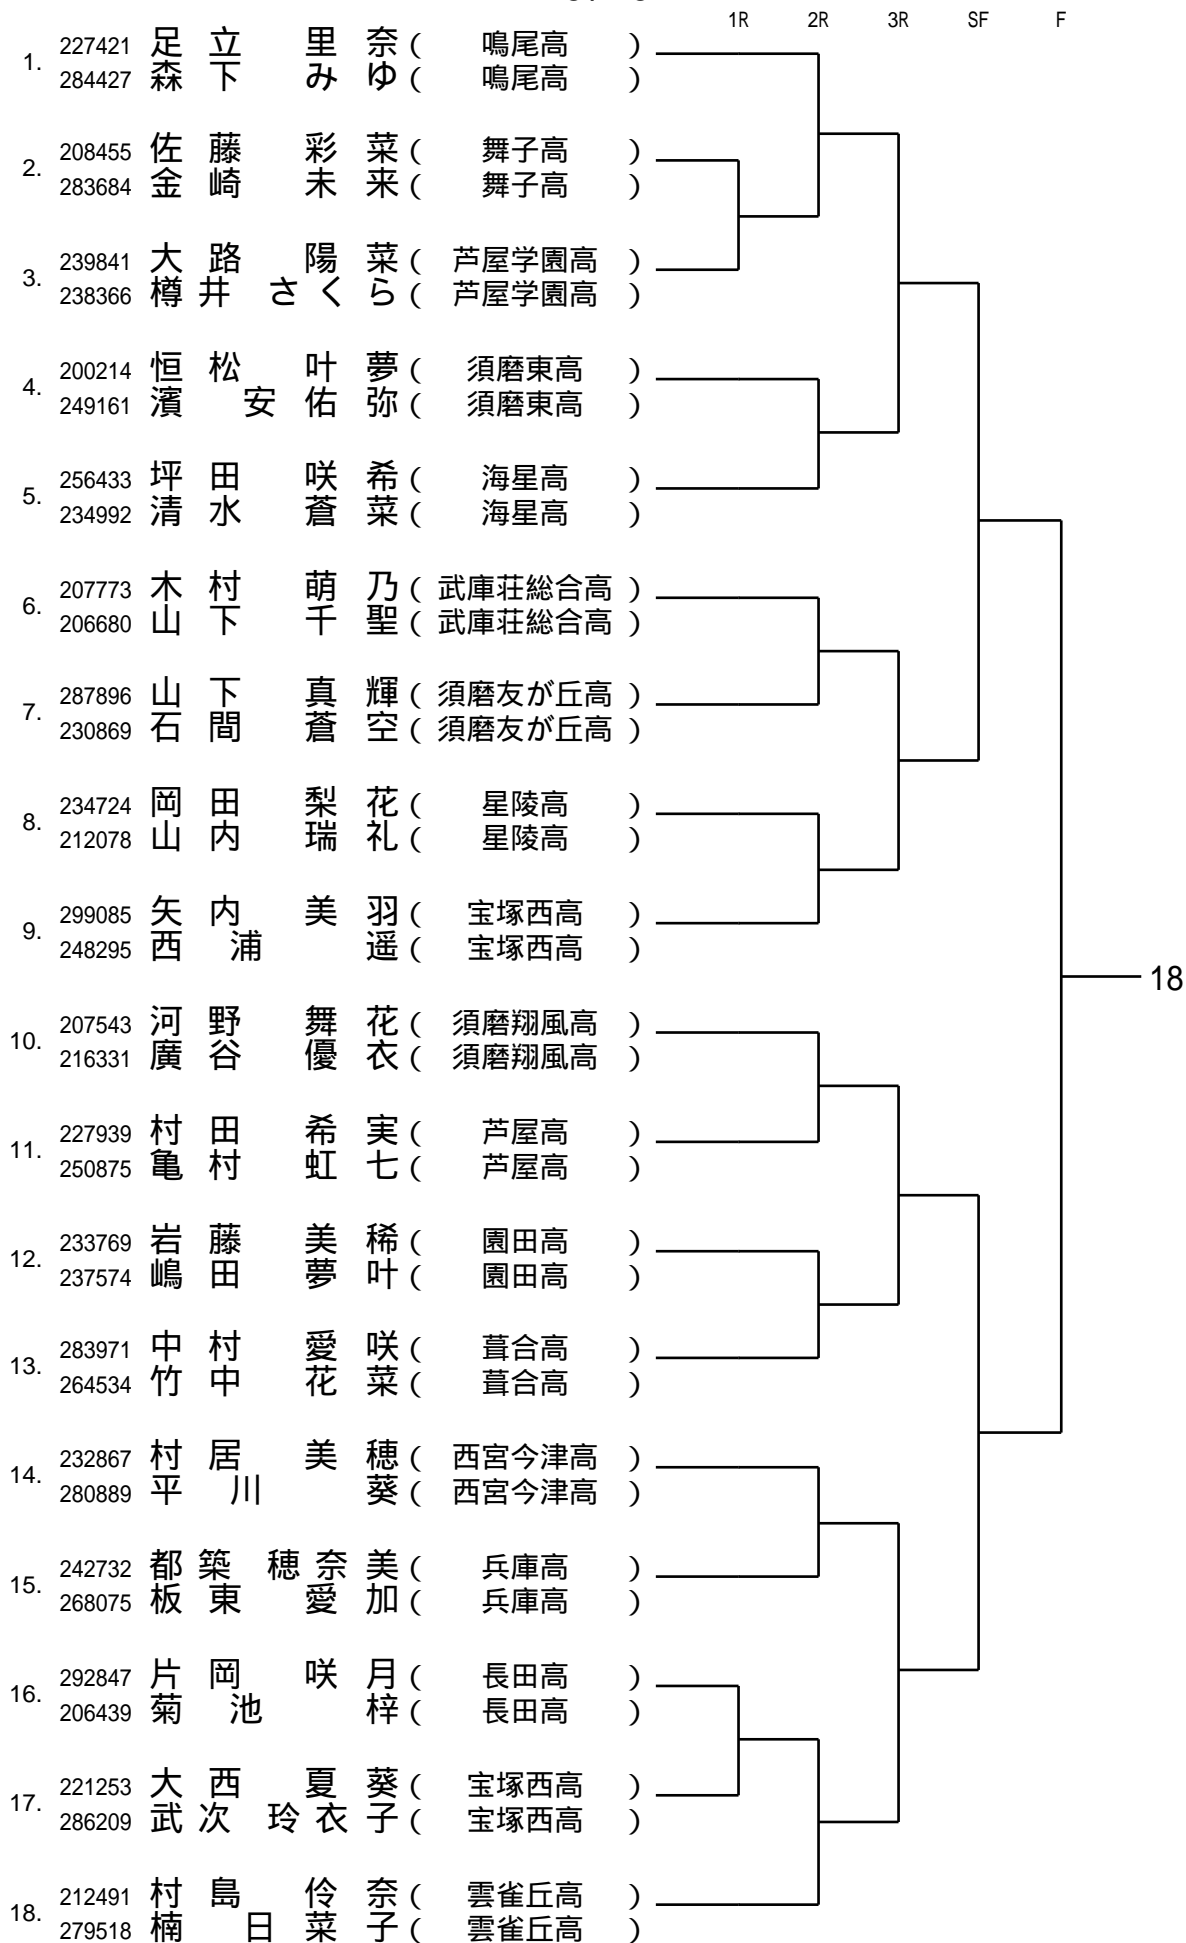 1R 2R 3R SF F
1. 227421 足立 里奈 ( 鳴尾高 )
284427 森下 みゆ ( 鳴尾高 )
2. 208455 佐藤 彩菜 ( 舞子高 )
283684 金崎 未来 ( 舞子高 )
3. 239841 大路 陽菜 ( 芦屋学園高 )
238366 樽井 さくら ( 芦屋学園高 )
4. 200214 恒松 叶夢 ( 須磨東高 )
249161 濱 安佑弥 ( 須磨東高 )
5. 256433 坪田 咲希 ( 海星高 )
234992 清水 蒼菜 ( 海星高 )
6. 207773 木村 萌乃 ( 武庫荘総合高 )
206680 山下 千聖 ( 武庫荘総合高 )
7. 287896 山下 真輝 ( 須磨友が丘高 )
230869 石間 蒼空 ( 須磨友が丘高 )
8. 234724 岡田 梨花 ( 星陵高 )
212078 山内 瑞礼 ( 星陵高 )
9. 299085 矢内 美羽 ( 宝塚西高 )
248295 西浦 遥 ( 宝塚西高 )
18
10. 207543 河野 舞花 ( 須磨翔風高 )
216331 廣谷 優衣 ( 須磨翔風高 )
11. 227939 村田 希実 ( 芦屋高 )
250875 亀村 虹七 ( 芦屋高 )
12. 233769 岩藤 美稀 ( 園田高 )
237574 嶋田 夢叶 ( 園田高 )
13. 283971 中村 愛咲 ( 葺合高 )
264534 竹中 花菜 ( 葺合高 )
14. 232867 村居 美穂 ( 西宮今津高 )
280889 平川 葵 ( 西宮今津高 )
15. 242732 都築 穂奈美 ( 兵庫高 )
268075 板東 愛加 ( 兵庫高 )
16. 292847 片岡 咲月 ( 長田高 )
206439 菊池 梓 ( 長田高 )
17. 221253 大西 夏葵 ( 宝塚西高 )
286209 武次 玲衣子 ( 宝塚西高 )
18. 212491 村島 伶奈 ( 雲雀丘高 )
279518 楠 日菜子 ( 雲雀丘高 )